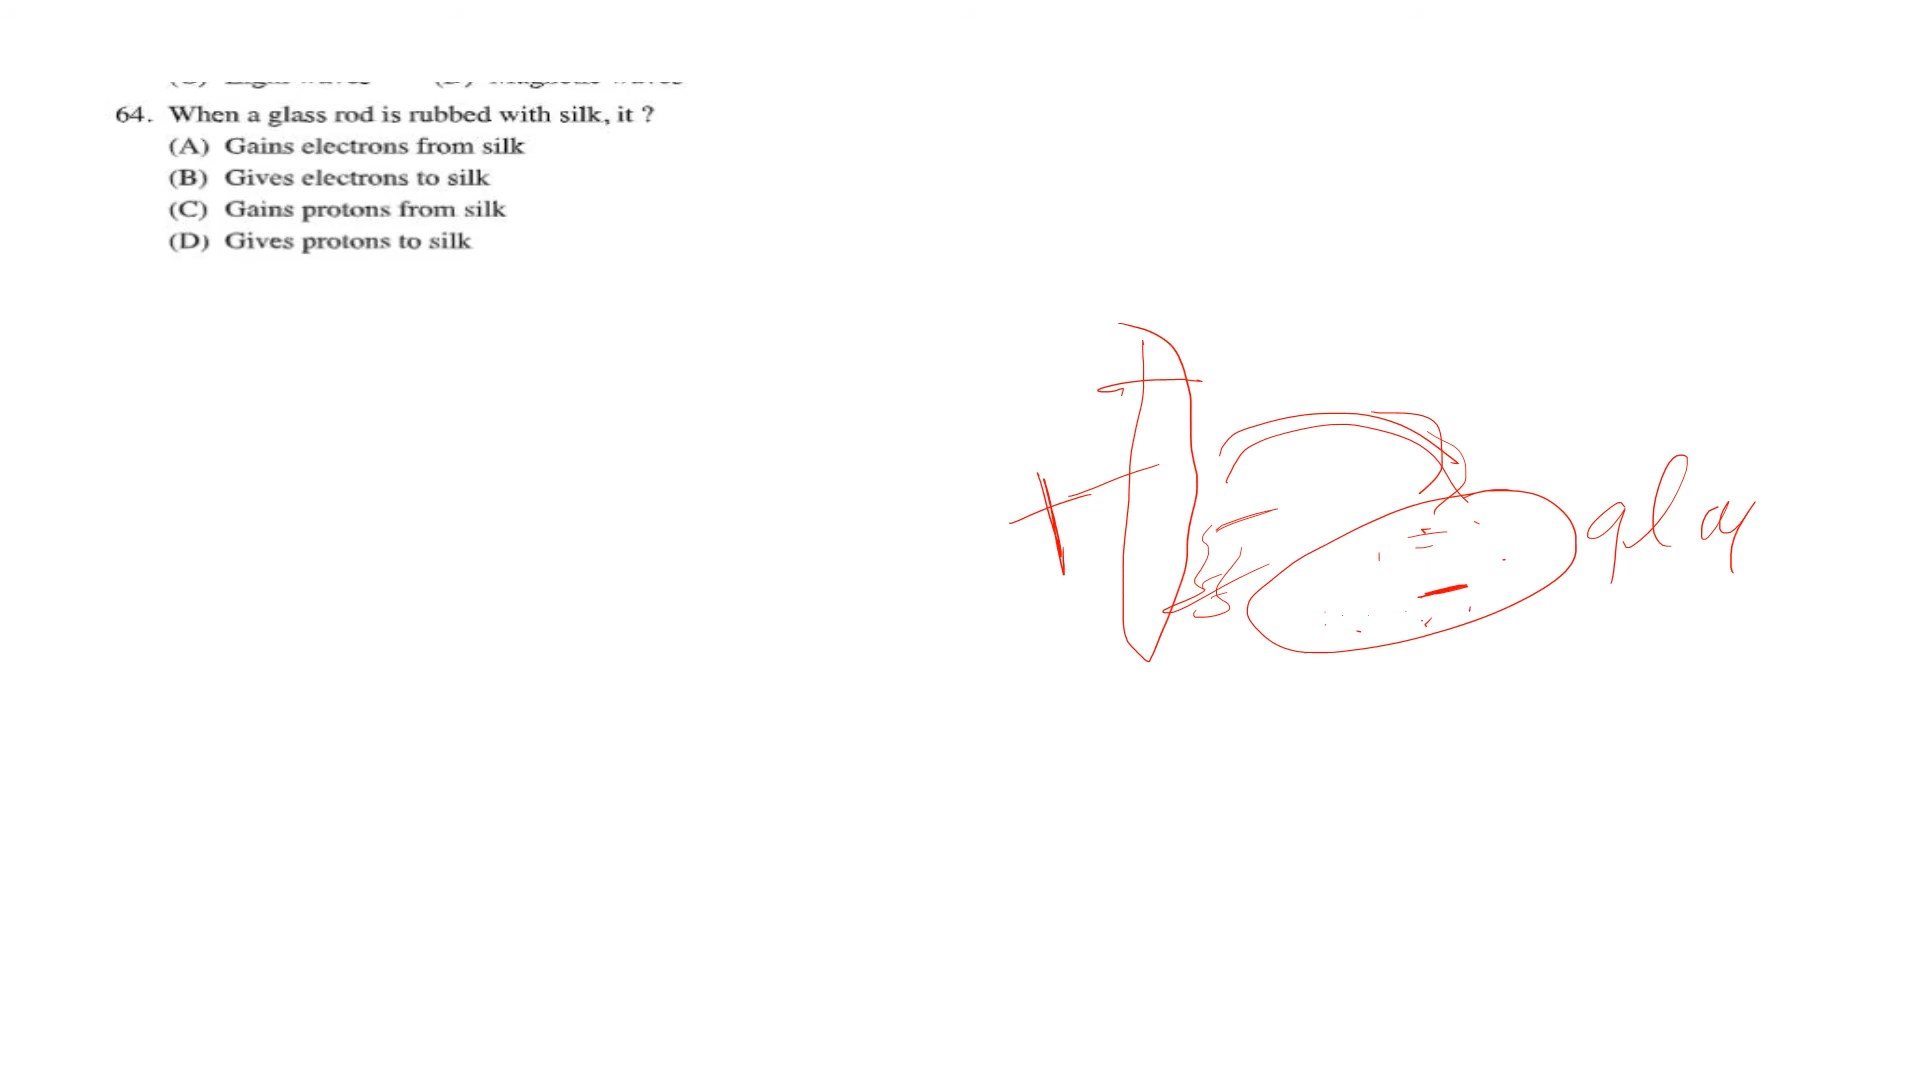 64. When a glass rod is rubbed with silk, it ?
(A) Gains electrons from silk
(B) Gives electrons to silk
(C) Gains protons from silk
(D) Gives protons to silk